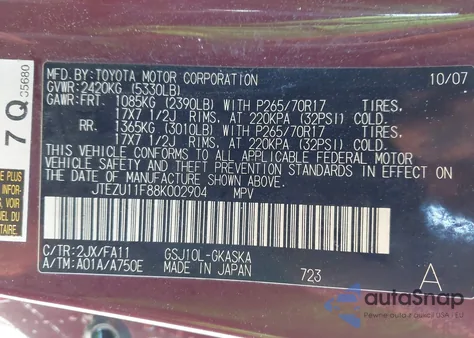 MFD.BY:TOYOTA MOTOR CORPORATION 10/07
GVWR:2420KG (5330LB)
GAWR:FRT. 1085KG (2390LB) WITH P265/70R17 TIRES.
17X7 1/2J RIMS, AT 220KPA (32PSI) COLD.
RR. 1365KG (3010LB) WITH P265/70R17 TIRES.
17X7 1/2J RIMS, AT 220KPA (32PSI) COLD.
THIS VEHICLE CONFORMS TO ALL APPLICABLE FEDERAL MOTOR
VEHICLE SAFETY AND THEFT PREVENTION STANDARDS IN EFFECT ON
THE DATE OF MANUFACTURE SHOWN ABOVE.
JTEZU11F88K002904 MPV
C/TR:2JX/FA11 GSJ10L-GKASKA
A/TM:A01A/A750E MADE IN JAPAN 723 A
7 Q
05680
autoSnap